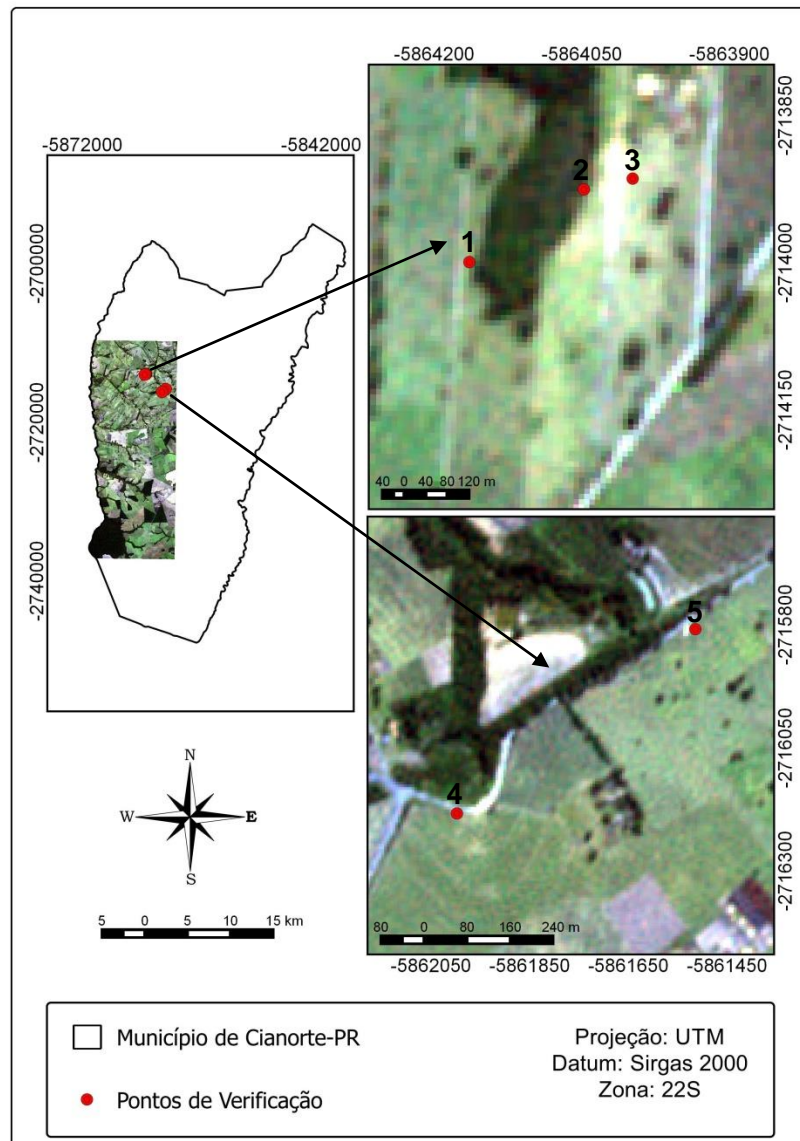 -5872000 -5842000
-2700000
-2720000
-2740000
-5864200 -5864050 -5863900
-2713850
-2714000
-2714150
1
2
3
40 0 40 80 120 m
-2715800
-2716050
-2716300
4
5
80 0 80 160 240 m
-5862050 -5861850 -5861650 -5861450
N
W E
S
5 0 5 10 15 km
Município de Cianorte-PR
Pontos de Verificação
Projeção: UTM
Datum: Sirgas 2000
Zona: 22S